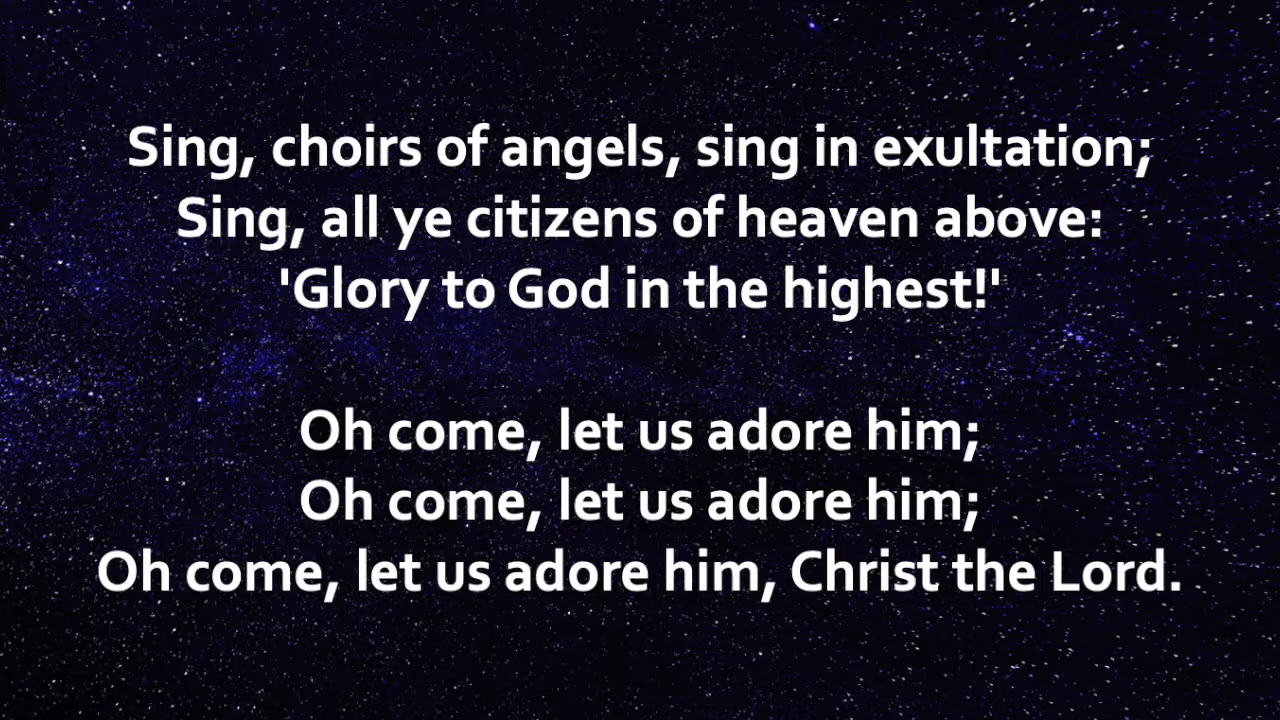 Sing, choirs of angels, sing in exultation;
Sing, all ye citizens of heaven above:
'Glory to God in the highest!'
Oh come, let us adore him;
Oh come, let us adore him;
Oh come, let us adore him, Christ the Lord.